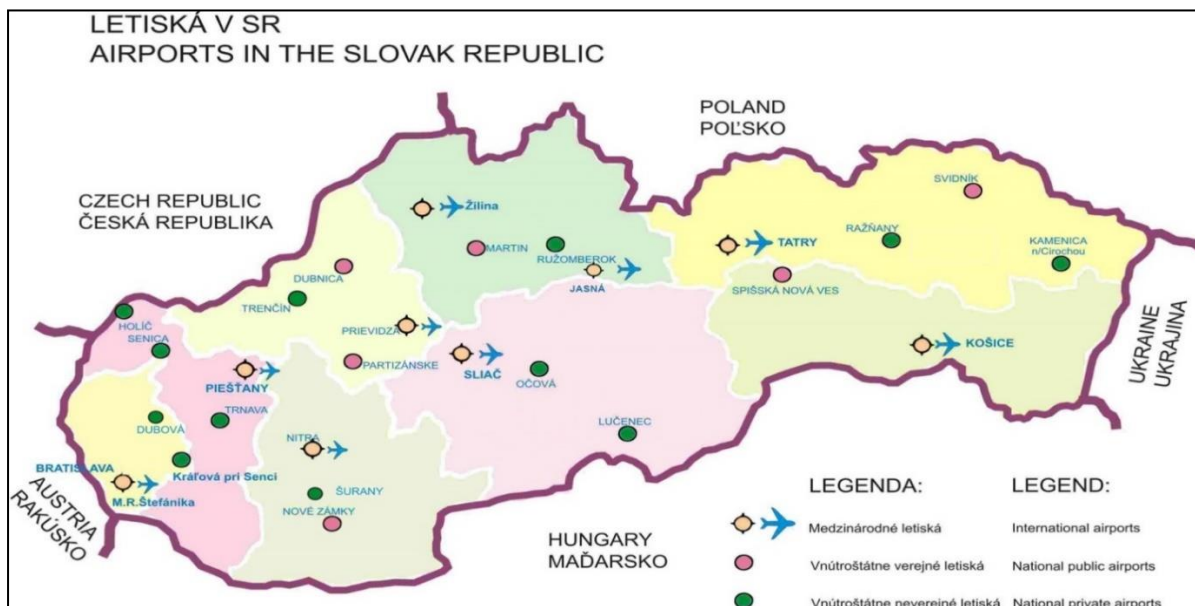 LETISKÁ V SR
AIRPORTS IN THE SLOVAK REPUBLIC
POLAND
POĽSKO
CZECH REPUBLIC
ČESKÁ REPUBLIKA
SVIDNÍK
Žilina
RAŽŇANY
TATRY
MARTIN
RUŽOMBEROK
KAMENICA
n/Cirochou
DUBNICA
JASNÁ
SPIŠSKÁ NOVÁ VES
TRENČÍN
HOLÍČ
PRIEVIDZA
SENICA
KOŠICE
UKRAINE
UKRAJINA
PARTIZÁNSKE
SLIAČ
PIEŠŤANY
OČOVÁ
TRNAVA
DUBOVÁ
LUČENEC
NITRA
BRATISLAVA
Kráľová pri Senci
M.R.Štefánika
ŠURANY
NOVÉ ZÁMKY
AUSTRIA
RAKÚSKO
HUNGARY
MAĎARSKO
LEGENDA: LEGEND:
Medzinárodné letiská International airports
Vnútroštátne verejné letiská National public airports
Vnútroštátne neverejné letiská National private airports